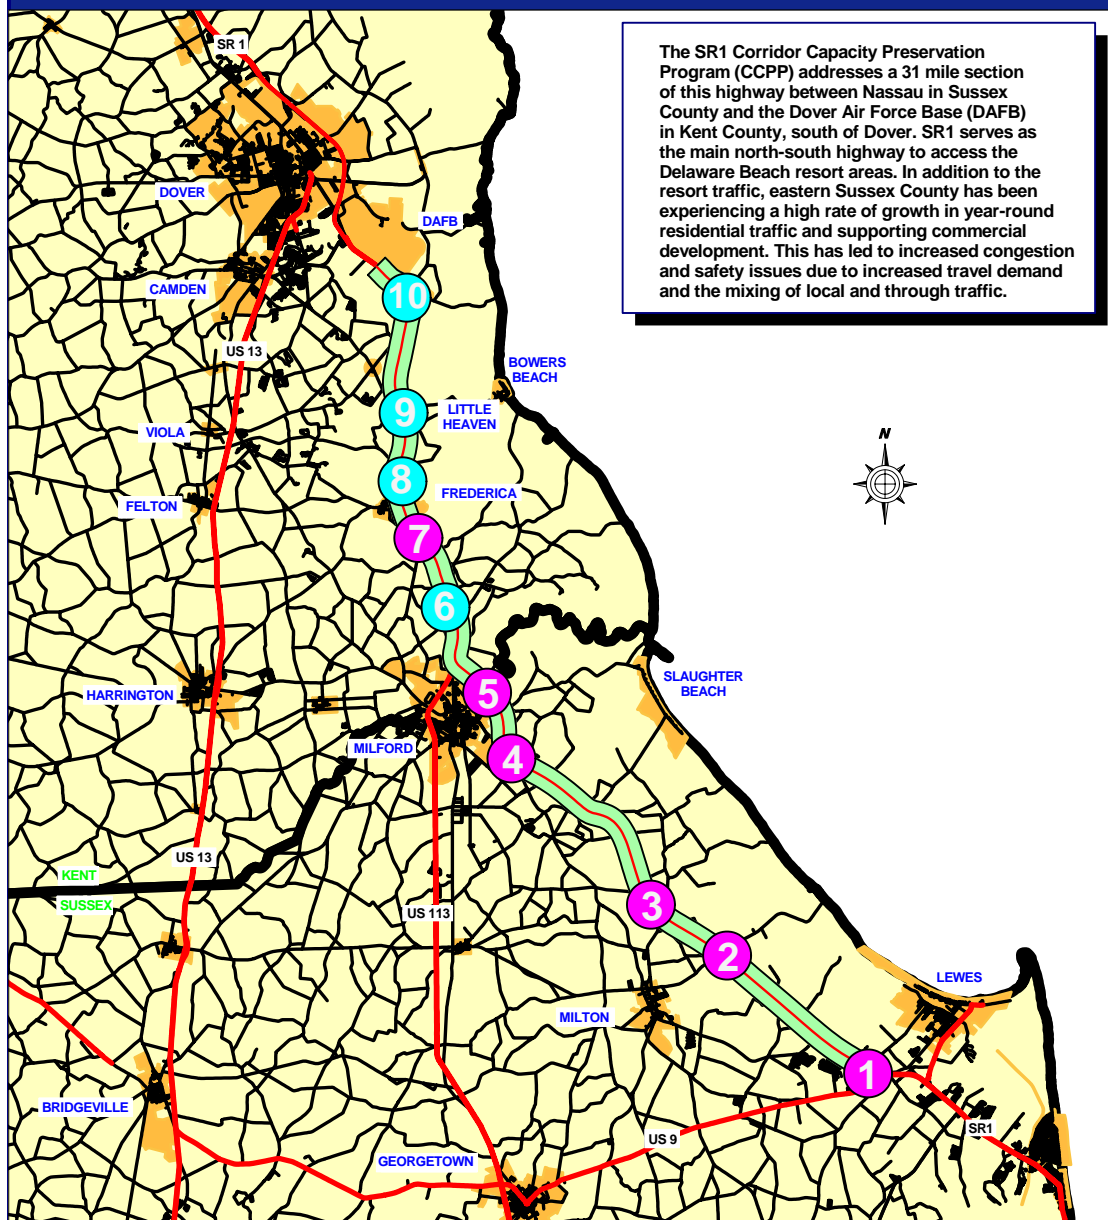 SR 1
The SR1 Corridor Capacity Preservation
Program (CCPP) addresses a 31 mile section
of this highway between Nassau in Sussex
County and the Dover Air Force Base (DAFB)
in Kent County, south of Dover. SR1 serves as
the main north-south highway to access the
Delaware Beach resort areas. In addition to the
resort traffic, eastern Sussex County has been
experiencing a high rate of growth in year-round
residential traffic and supporting commercial
development. This has led to increased congestion
and safety issues due to increased travel demand
and the mixing of local and through traffic.
DOVER
DAFB
CAMDEN
10
US 13
BOWERS
BEACH
9
LITTLE
HEAVEN
VIOLA
N
8
FREDERICA
FELTON
7
6
SLAUGHTER
BEACH
HARRINGTON
5
MILFORD
4
US 13
KENT
SUSSEX
3
US 113
2
LEWES
MILTON
1
BRIDGEVILLE
SR1
US 9
GEORGETOWN